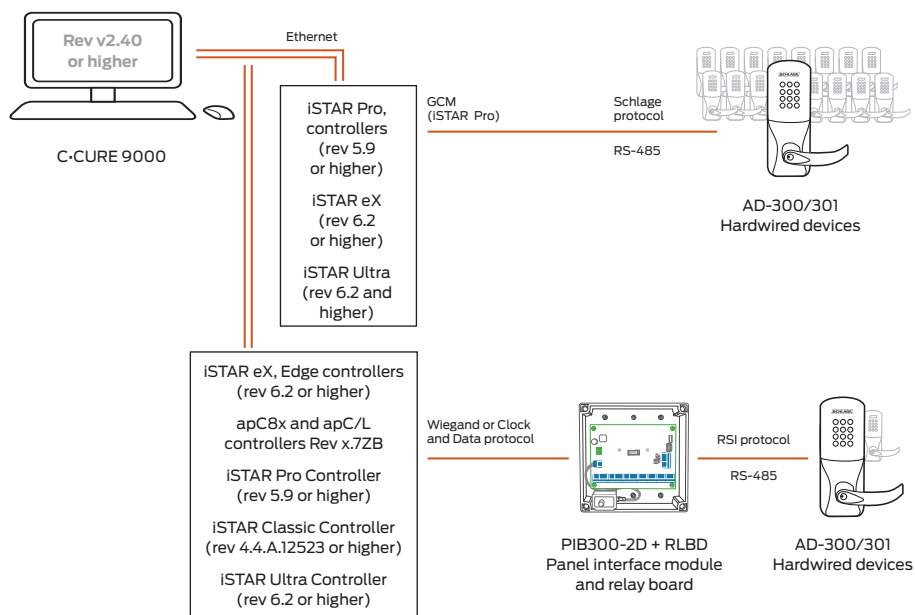 Rev v2.40
or higher
C•CURE 9000
Ethernet
iSTAR Pro,
controllers
(rev 5.9
or higher)
iSTAR eX
(rev 6.2
or higher)
iSTAR Ultra
(rev 6.2 and
higher)
GCM
(iSTAR Pro)
Schlage
protocol
RS-485
SCHLAGE
AD-300/301
Hardwired devices
iSTAR eX, Edge controllers
(rev 6.2 or higher)
apC8x and apC/L
controllers Rev x.7ZB
iSTAR Pro Controller
(rev 5.9 or higher)
iSTAR Classic Controller
(rev 4.4.A.12523 or higher)
iSTAR Ultra Controller
(rev 6.2 or higher)
Wiegand or Clock
and Data protocol
PIB300-2D + RLBD
Panel interface module
and relay board
RSI protocol
RS-485
SCHLAGE
AD-300/301
Hardwired devices